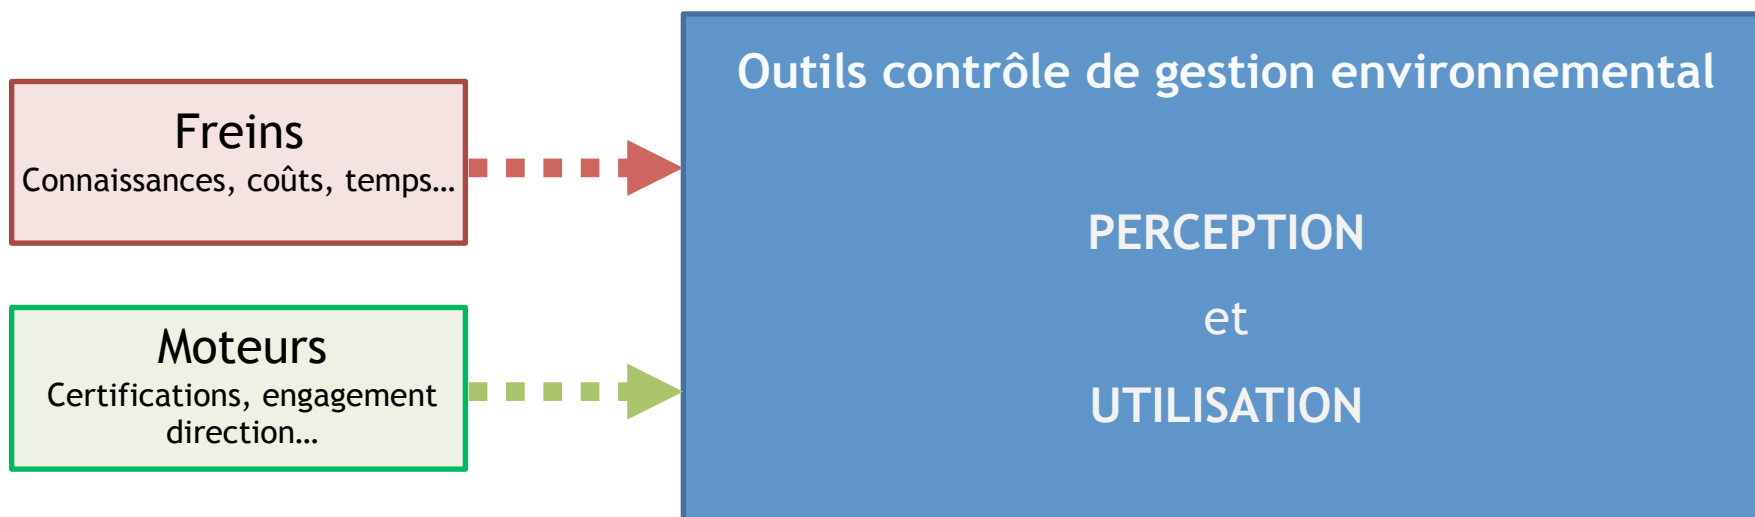 Freins
Connaissances, coûts, temps…
Moteurs
Certifications, engagement
direction…
Outils contrôle de gestion environnemental
PERCEPTION
et
UTILISATION